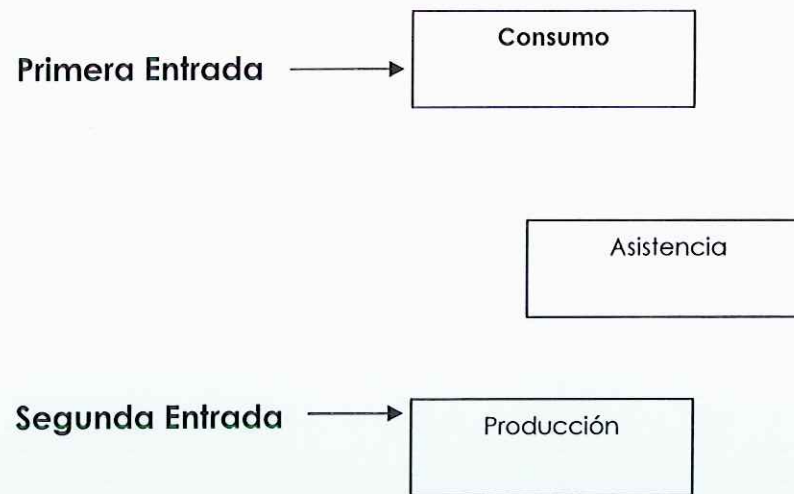 Consumo
Primera Entrada
Asistencia
Segunda Entrada
Producción